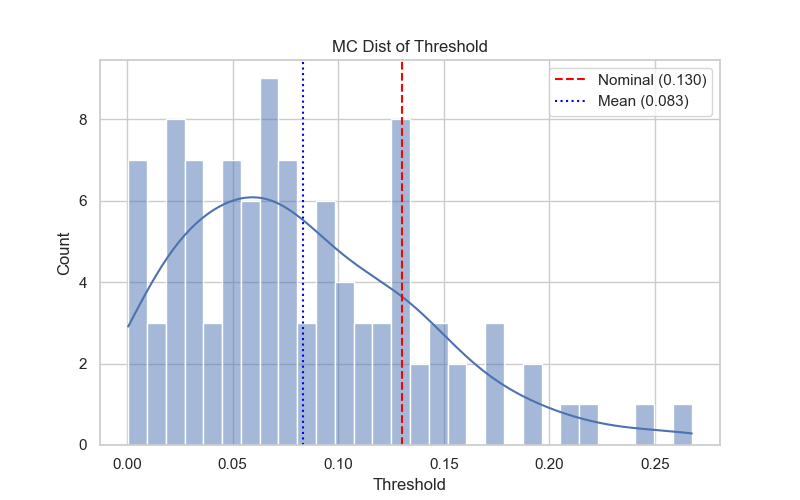 MC Dist of Threshold
Nominal (0.130)
Mean (0.083)
Count
8
6
4
2
0
0.00 0.05 0.10 0.15 0.20 0.25
Threshold